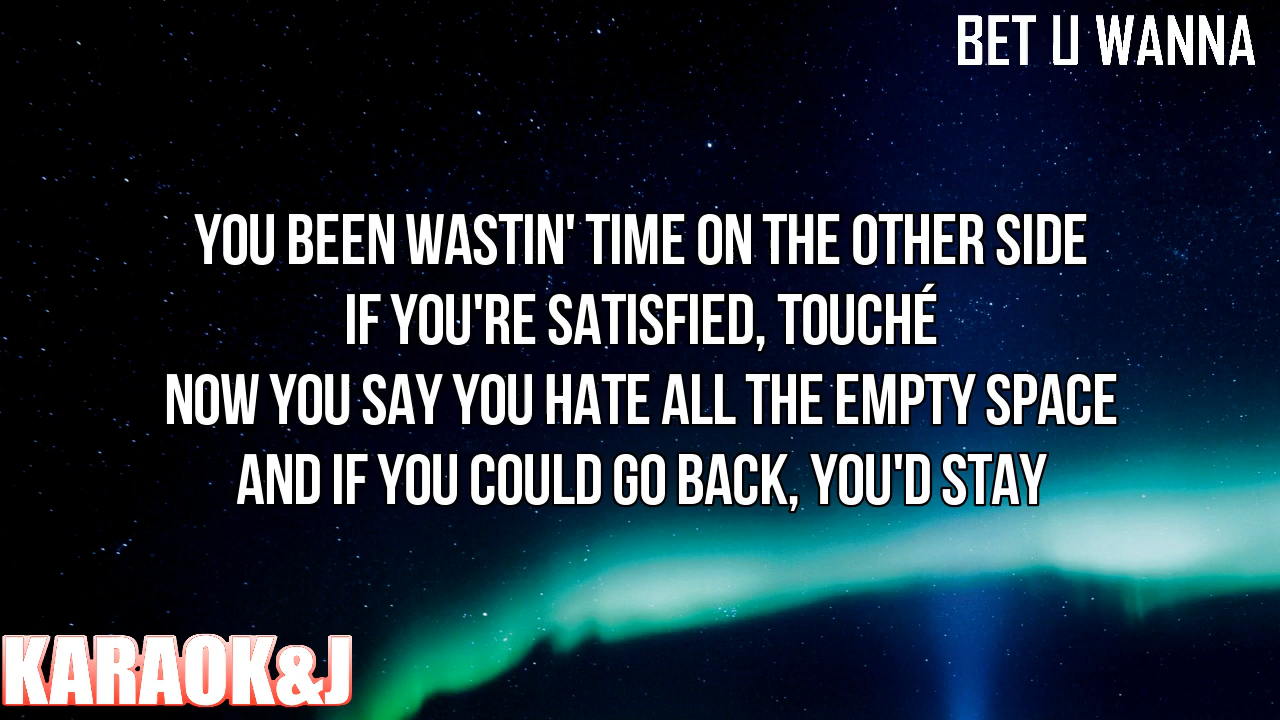 BET U WANNA
YOU BEEN WASTIN' TIME ON THE OTHER SIDE
IF YOU'RE SATISFIED, TOUCHÉ
NOW YOU SAY YOU HATE ALL THE EMPTY SPACE
AND IF YOU COULD GO BACK, YOU'D STAY
KARAOK&J